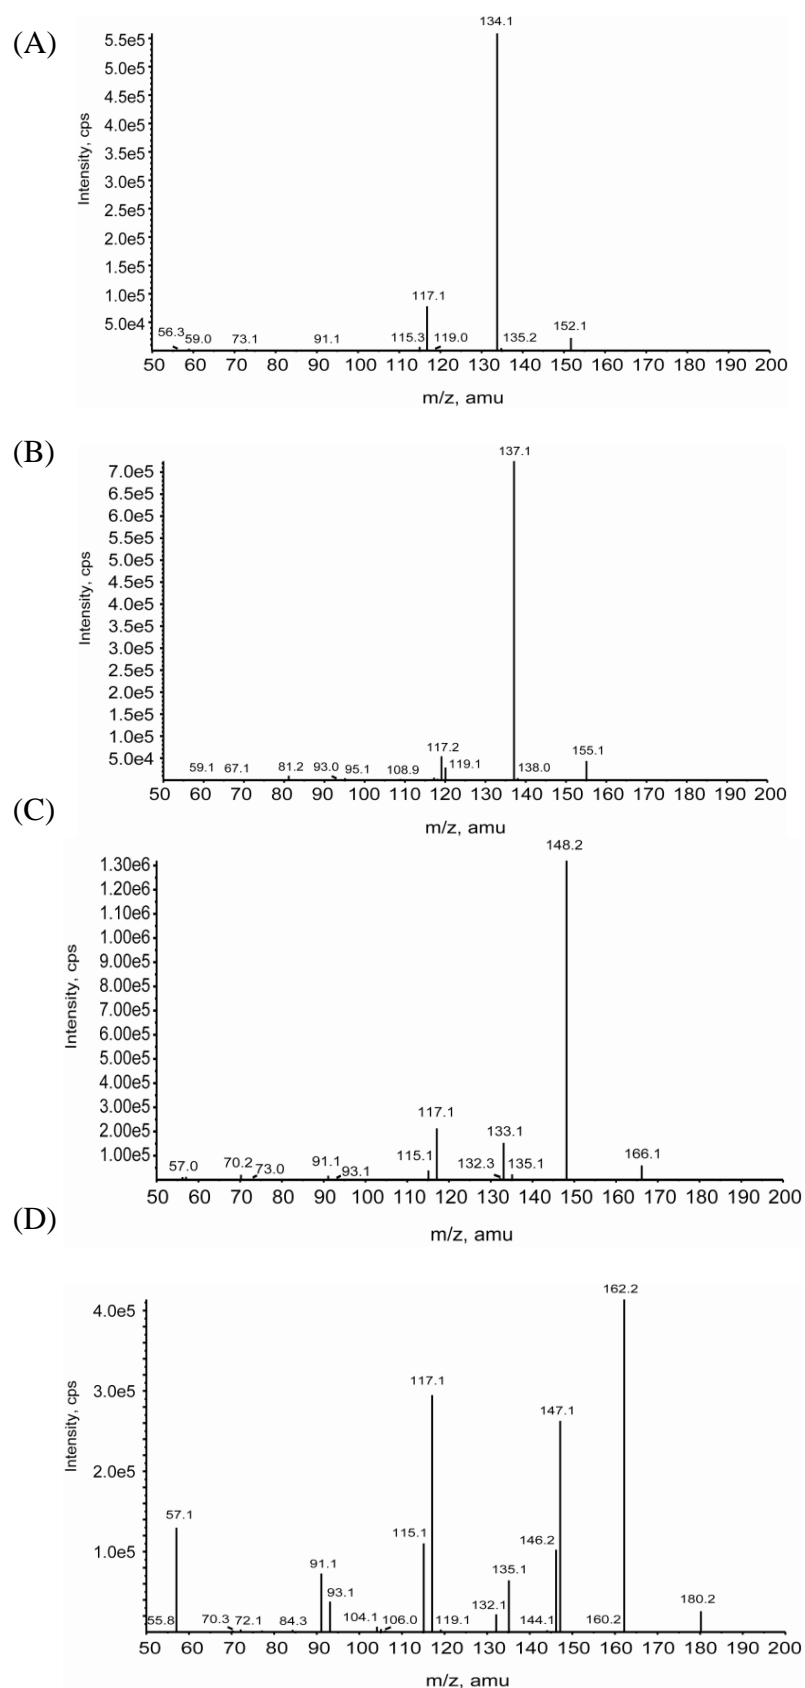 (A)
134.1
5.5e5
5.0e5
4.5e5
4.0e5
3.5e5
3.0e5
2.5e5
2.0e5
1.5e5
1.0e5
5.0e4
Intensity, cps
56.3 59.0 73.1 91.1 115.3 117.1 119.0 135.2 152.1
50 60 70 80 90 100 110 120 130 140 150 160 170 180 190 200
m/z, amu
(B)
137.1
7.0e5
6.5e5
6.0e5
5.5e5
5.0e5
4.5e5
4.0e5
3.5e5
3.0e5
2.5e5
2.0e5
1.5e5
1.0e5
5.0e4
Intensity, cps
59.1 67.1 81.2 93.0 95.1 108.9 117.2 119.1 138.0 155.1
50 60 70 80 90 100 110 120 130 140 150 160 170 180 190 200
m/z, amu
(C)
148.2
1.30e6
1.20e6
1.10e6
1.00e6
9.00e5
8.00e5
7.00e5
6.00e5
5.00e5
4.00e5
3.00e5
2.00e5
1.00e5
Intensity, cps
57.0 70.2 73.0 91.1 93.1 115.1 117.1 132.3 133.1 135.1 166.1
50 60 70 80 90 100 110 120 130 140 150 160 170 180 190 200
m/z, amu
(D)
162.2
4.0e5
3.0e5
2.0e5
1.0e5
Intensity, cps
55.8 57.1 70.3 72.1 84.3 91.1 93.1 104.1 106.0 115.1 117.1 119.1 132.1 135.1 144.1 146.2 147.1 160.2 180.2
50 60 70 80 90 100 110 120 130 140 150 160 170 180 190 200
m/z, amu